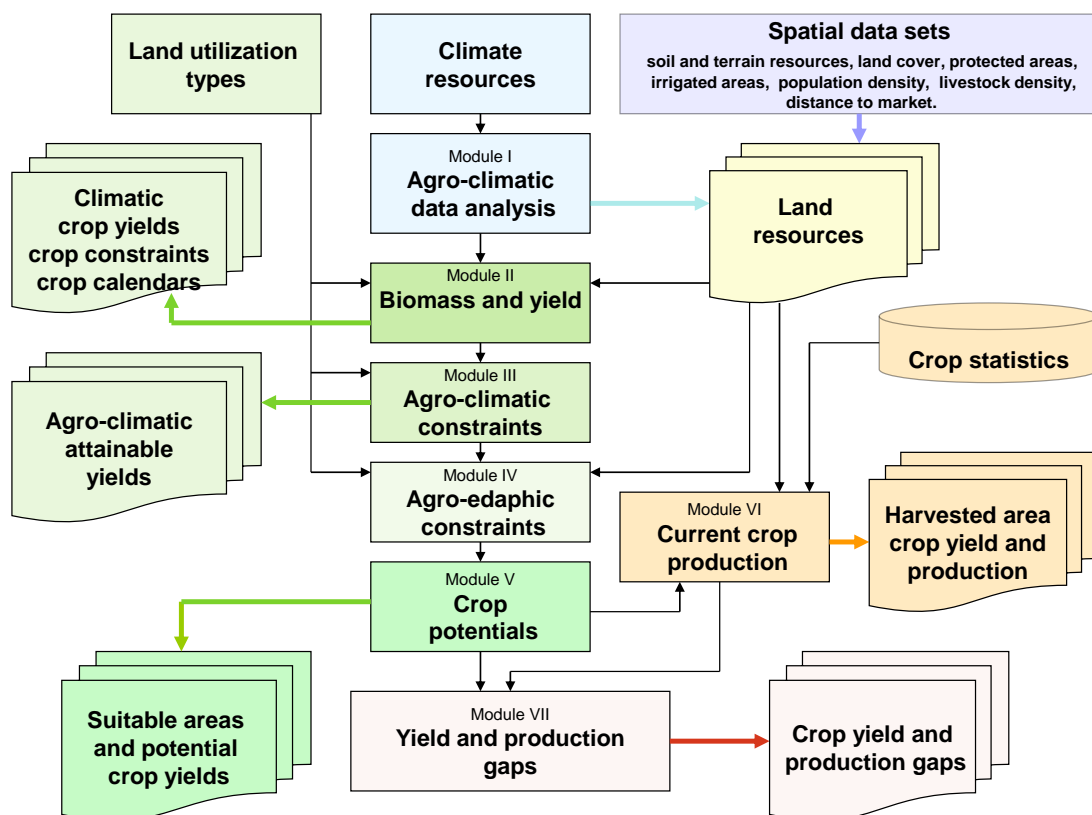 Land utilization
types
Climate
resources
Spatial data sets
soil and terrain resources, land cover, protected areas,
irrigated areas, population density, livestock density,
distance to market.
Module I
Agro-climatic
data analysis
Climatic
crop yields
crop constraints
crop calendars
Land
resources
Module II
Biomass and yield
Crop statistics
Module III
Agro-climatic
constraints
Agro-climatic
attainable
yields
Module IV
Agro-edaphic
constraints
Module VI
Current crop
production
Harvested area
crop yield and
production
Module V
Crop
potentials
Suitable areas
and potential
crop yields
Module VII
Yield and production
gaps
Crop yield and
production gaps